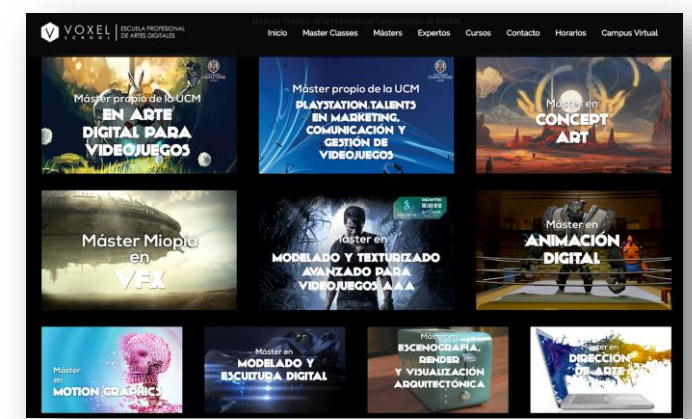 Masters Propios de la Universidad Complutense de Madrid
VOXEL
SCHOOL
ESCUELA PROFESIONAL
DE ARTES DIGITALES
Inicio Master Classes Másters Expertos Cursos Contacto Horarios Campus Virtual
Máster propio de la UCM
EN ARTE
DIGITAL PARA
VIDEOJUEGOS
Máster propio de la UCM
PLAYSTATION TALENTS
EN MARKETING,
COMUNICACIÓN Y
GESTIÓN DE
VIDEOJUEGOS
Máster en
CONCEPT
ART
Máster Miopia
en
VFX
Máster en
MODELADO Y TEXTURIZADO
AVANZADO PARA
VIDEOJUEGOS AAA
Máster en
ANIMACIÓN
DIGITAL
Máster
en
MOTION GRAPHICS
Máster en
MODELADO Y
ESCULTURA DIGITAL
Máster en
ESCENOGRAFÍA,
RENDER
Y VISUALIZACIÓN
ARQUITECTÓNICA
Máster en
DIRECCIÓN
DE ARTE